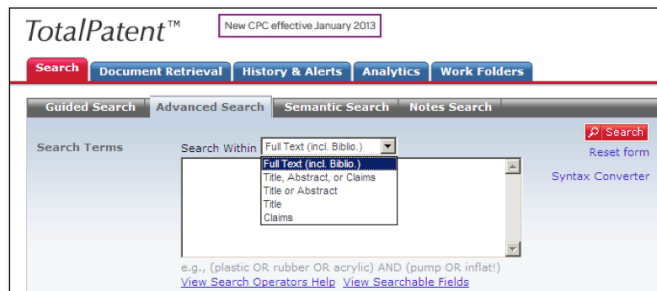 TotalPatent™
New CPC effective January 2013
Search Document Retrieval History & Alerts Analytics Work Folders
Guided Search Advanced Search Semantic Search Notes Search
Search Terms
Search Within Full Text (incl. Biblio.)
Search
Reset form
Syntax Converter
Full Text (incl. Biblio.)
Title, Abstract, or Claims
Title or Abstract
Title
Claims
e.g., (plastic OR rubber OR acrylic) AND (pump OR inflat!)
View Search Operators Help View Searchable Fields